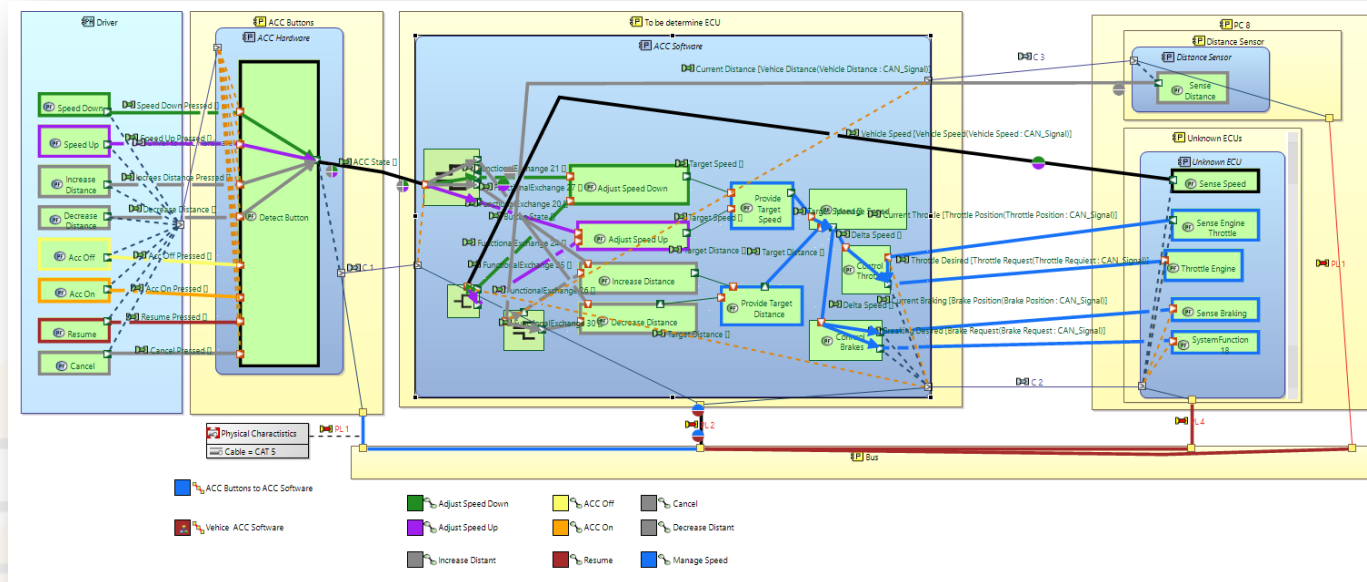 Driver
ACC Buttons
To be determine ECU
PC 8
ACC Hardware
ACC Software
Distance Sensor
Distance Sensor
Sense
Distance
C 3
Current Distance [Vehicle Distance(Vehicle Distance : CAN_Signal)]
Speed Down
Speed Down Pressed []
Speed Up
Increase
Distance
Increas Distance Pressed []
Decrease
Distance
Decrease Distance []
Acc Off
Acc Off Pressed []
Acc On
Acc On Pressed []
Resume
Resume Pressed []
Cancel
Cancel Pressed []
Detect Button
ACC State []
C 1
Vehicle Speed [Vehicle Speed(Vehicle Speed : CAN_Signal)]
FunctionalExchange 21 []
Adjust Speed Down
Target Speed []
Adjust Speed Up
Target Speed []
Provide
Target
Speed
Target Distance []
Target Distance []
Increase Distance
Decrease Distance
Target Distance []
Provide Target
Distance
Delta Speed []
Delta Speed []
Control
Brakes
Unknown ECUs
Unknown ECU
Sense Speed
Sense Engine
Throttle
Throttle Engine
Sense Braking
SystemFunction
18
Current Throttle [Throttle Position(Throttle Position : CAN_Signal)]
Throttle Desired [Throttle Request(Throttle Request : CAN_Signal)]
Current Braking [Brake Position(Brake Position : CAN_Signal)]
Breaking Desired [Brake Request(Brake Request : CAN_Signal)]
C 2
PL 1
PL 1
PL 2
PL 4
Physical Charactistics
Cable = CAT 5
Bus
ACC Buttons to ACC Software
Vehice ACC Software
Adjust Speed Down
ACC Off
Cancel
Adjust Speed Up
ACC On
Decrease Distant
Increase Distant
Resume
Manage Speed